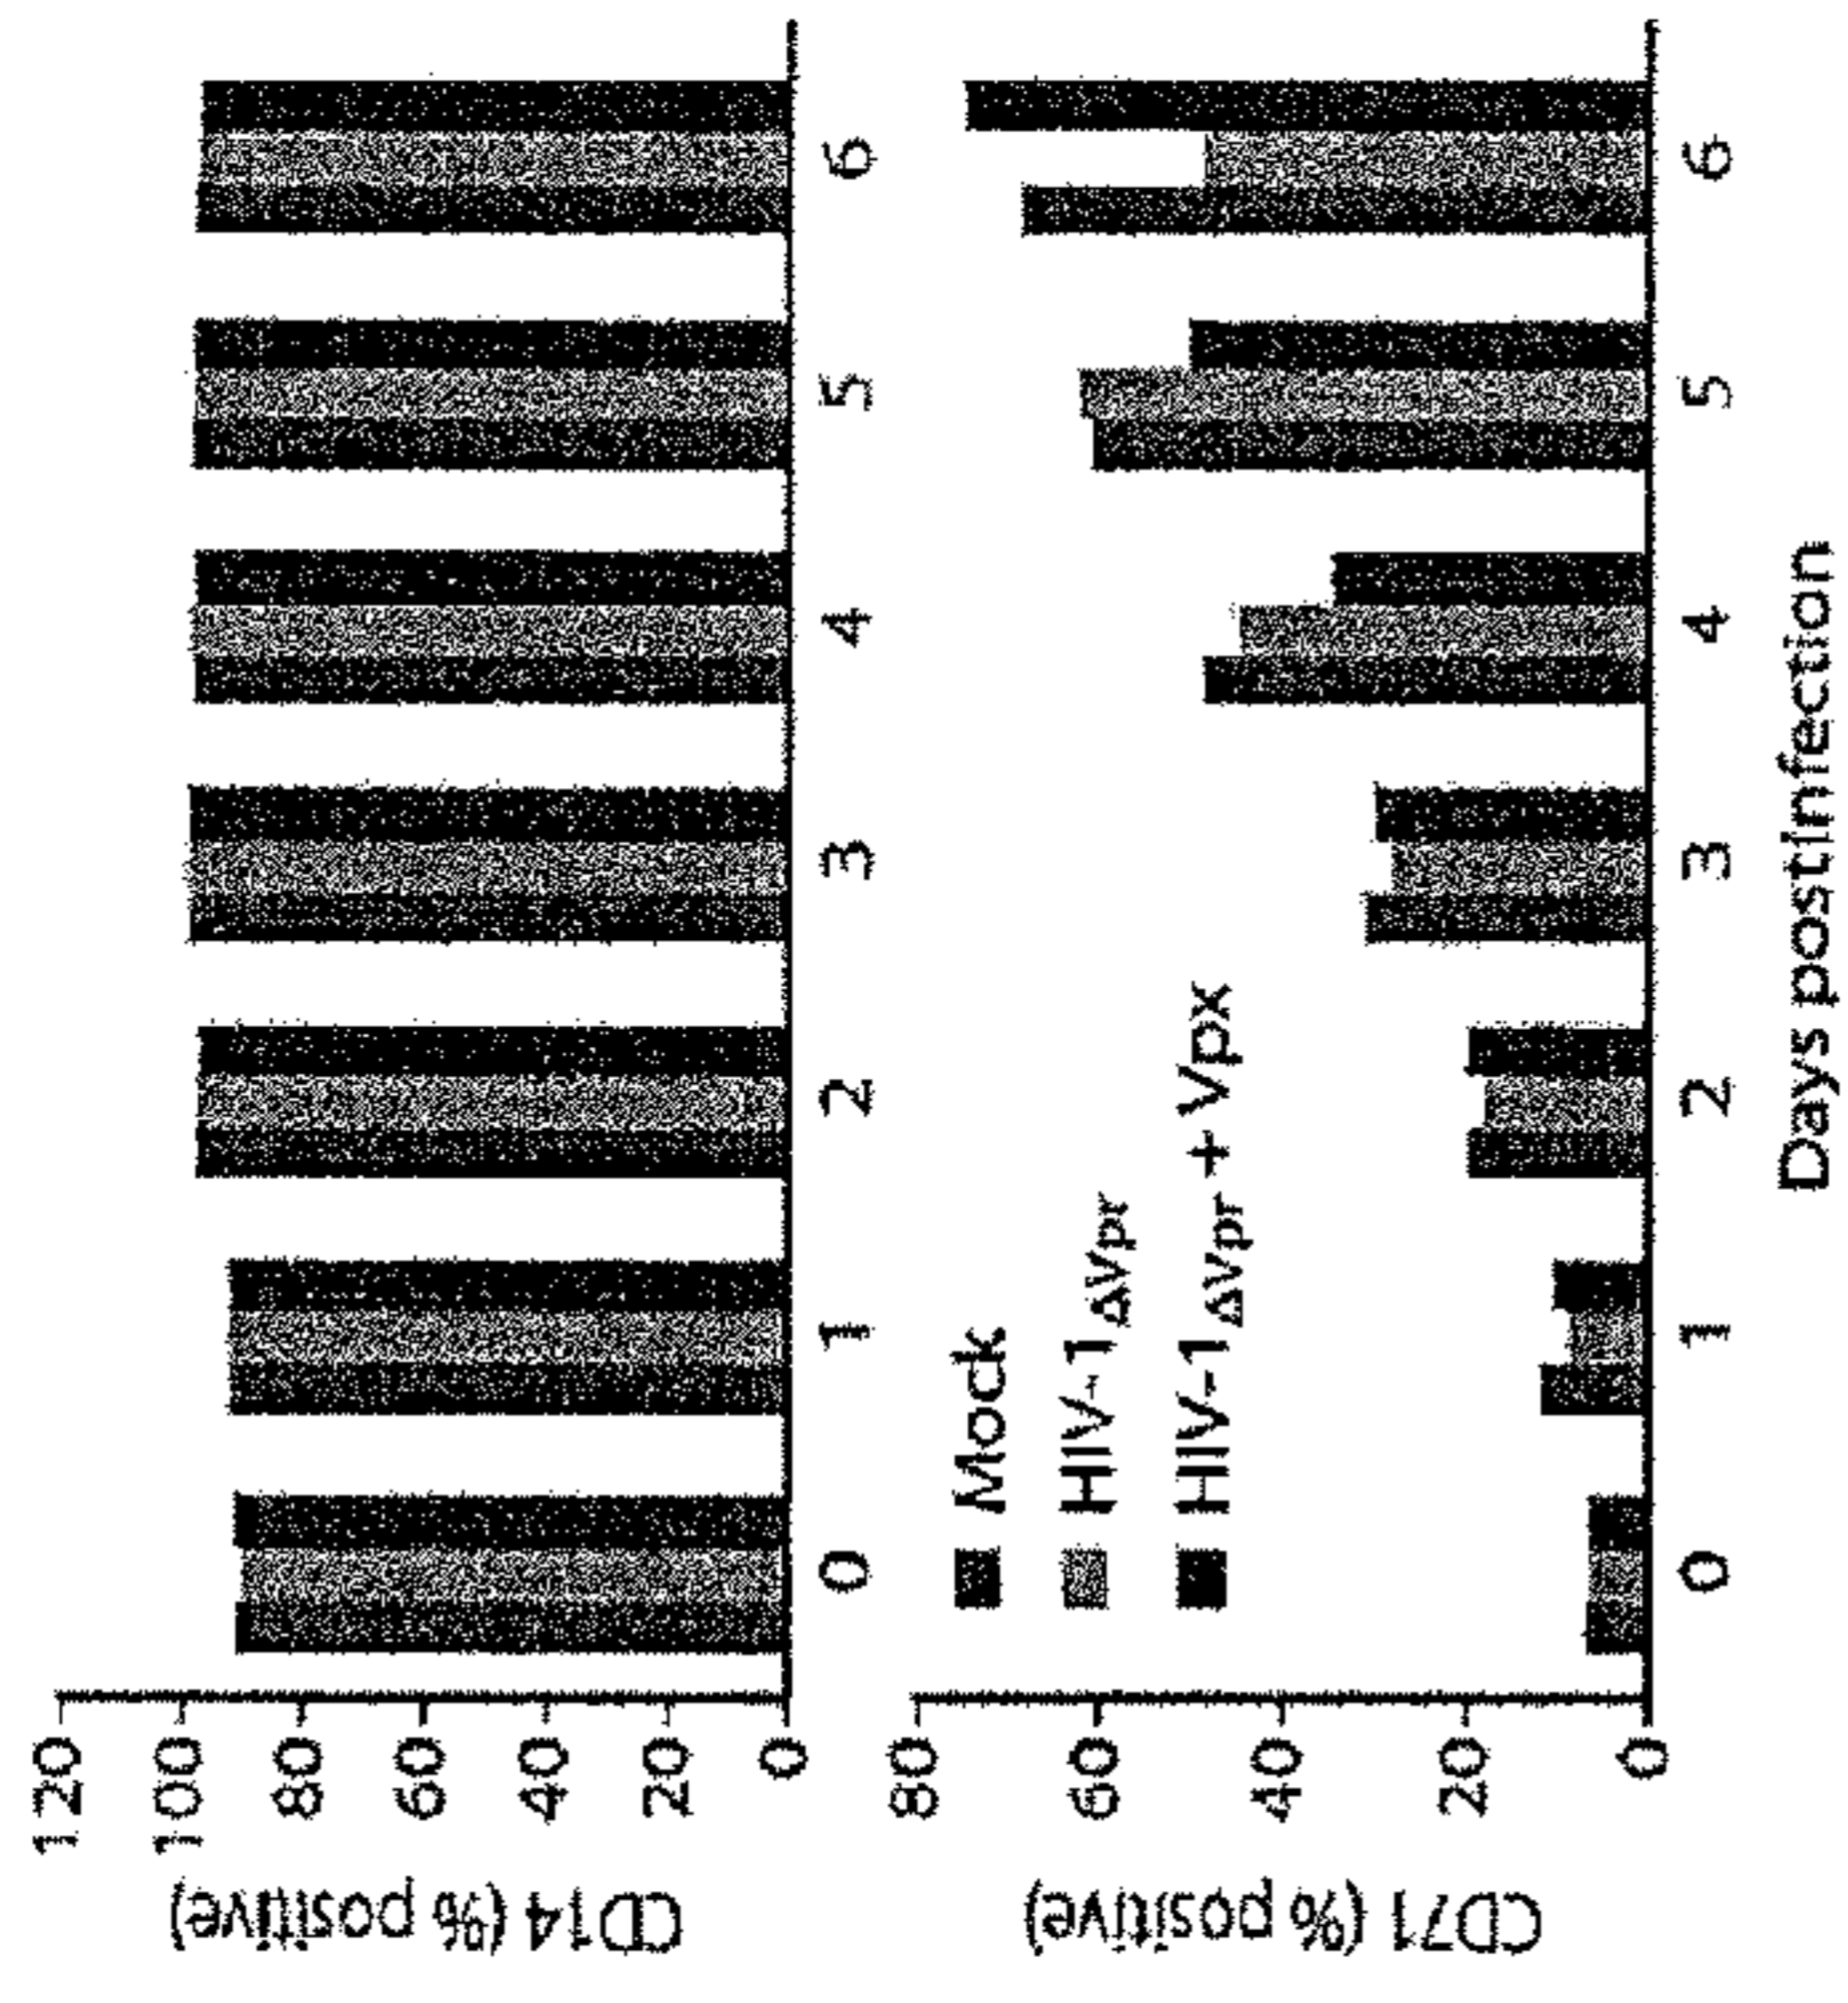 CD14 (% positive)
120
100
80
60
40
20
0
0 1 2 3 4 5 6
CD71 (% positive)
80
60
40
20
0
Mock
HIV-1ΔVpr
HIV-1ΔVpr + Vpx
0 1 2 3 4 5 6
Days postinfection